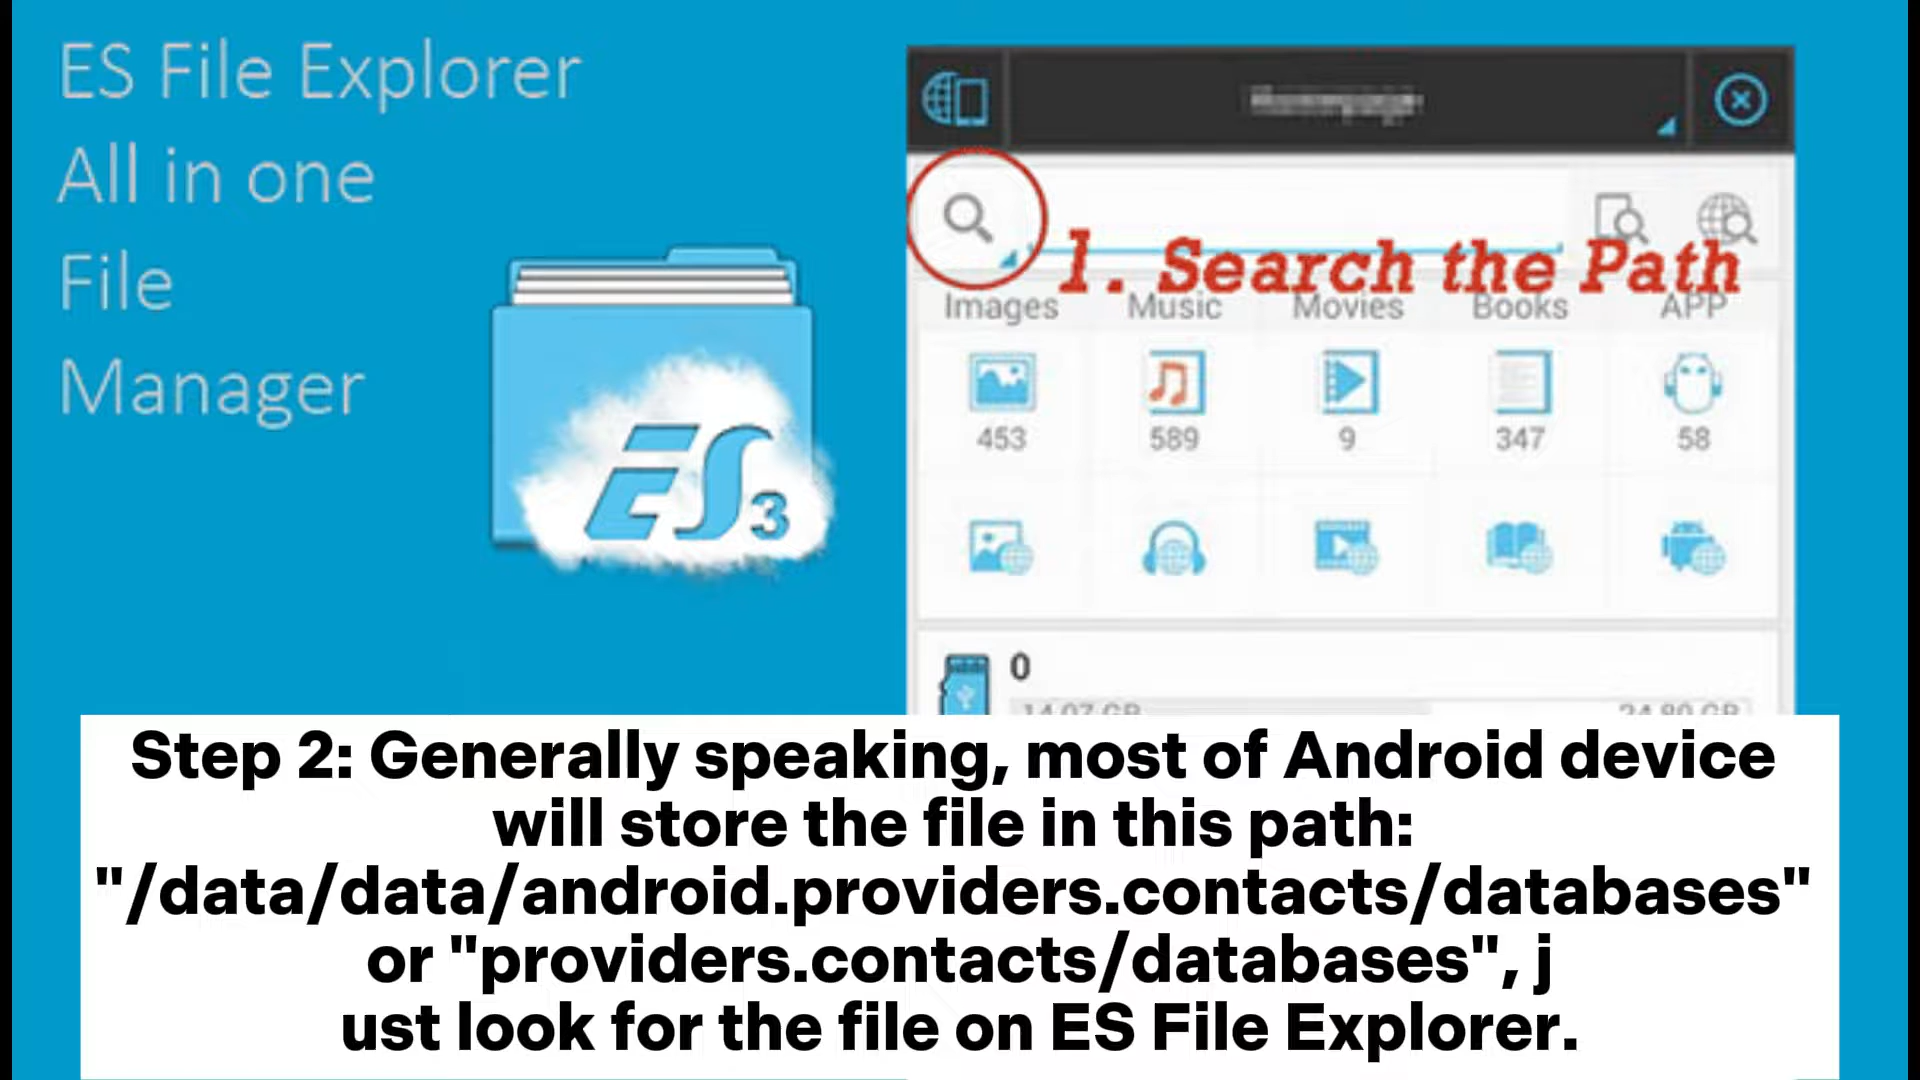 ES File Explorer
All in one
File
Manager
ES3
1. Search the Path
Images Music Movies Books APP
453 589 9 347 58
0
Step 2: Generally speaking, most of Android device
will store the file in this path:
"/data/data/android.providers.contacts/databases"
or "providers.contacts/databases", j
ust look for the file on ES File Explorer.